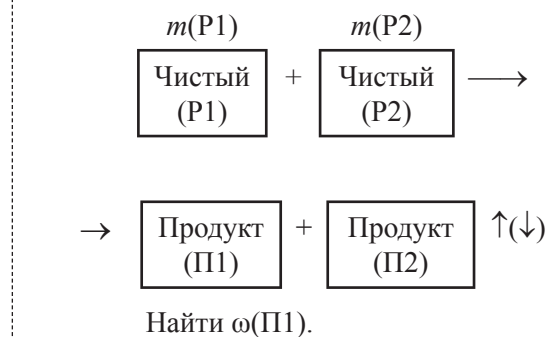 m(P1) m(P2)
Чистый + Чистый ⟶
(P1) (P2)
→ Продукт + Продукт ↑(↓)
(П1) (П2)
Найти ω(П1).